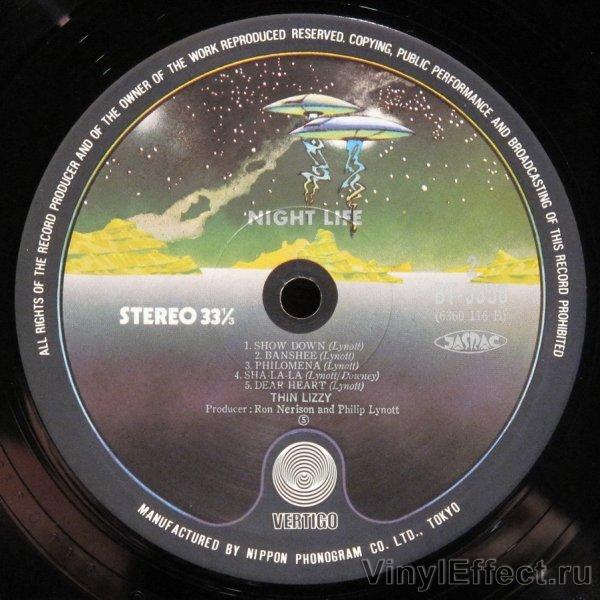 ALL RIGHTS OF THE RECORD PRODUCER AND OF THE OWNER OF THE WORK REPRODUCED RESERVED. COPYING, PUBLIC PERFORMANCE AND BROADCASTING OF THIS RECORD PROHIBITED
NIGHT LIFE
2
(6360 116 B)
STEREO 33⅓
JASRAC
1. SHOW DOWN (Lynott)
2. BANSHEE (Lynott)
3. PHILOMENA (Lynott)
4. SHA-LA-LA (Lynott/Downey)
5. DEAR HEART (Lynott)
THIN LIZZY
Producer : Ron Nerison and Philip Lynott
⑤
VERTIGO
MANUFACTURED BY NIPPON PHONOGRAM CO. LTD., TOKYO
VinylEffect.ru